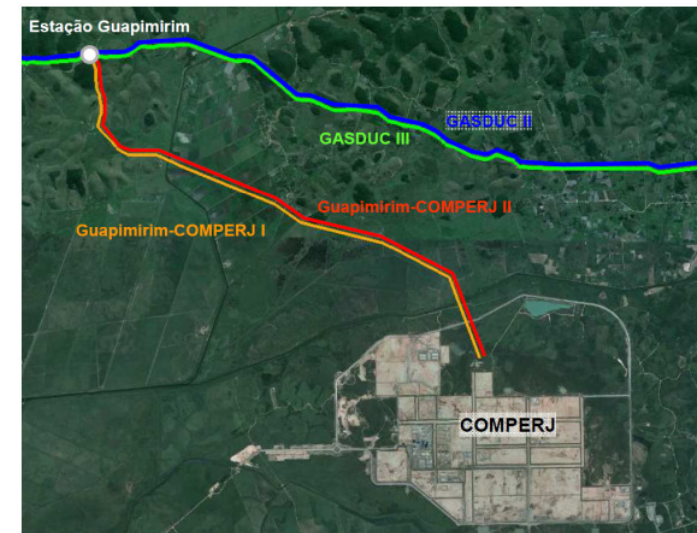 Estação Guapimirim
GASDUC II
GASDUC III
Guapimirim-COMPERJ II
Guapimirim-COMPERJ I
COMPERJ